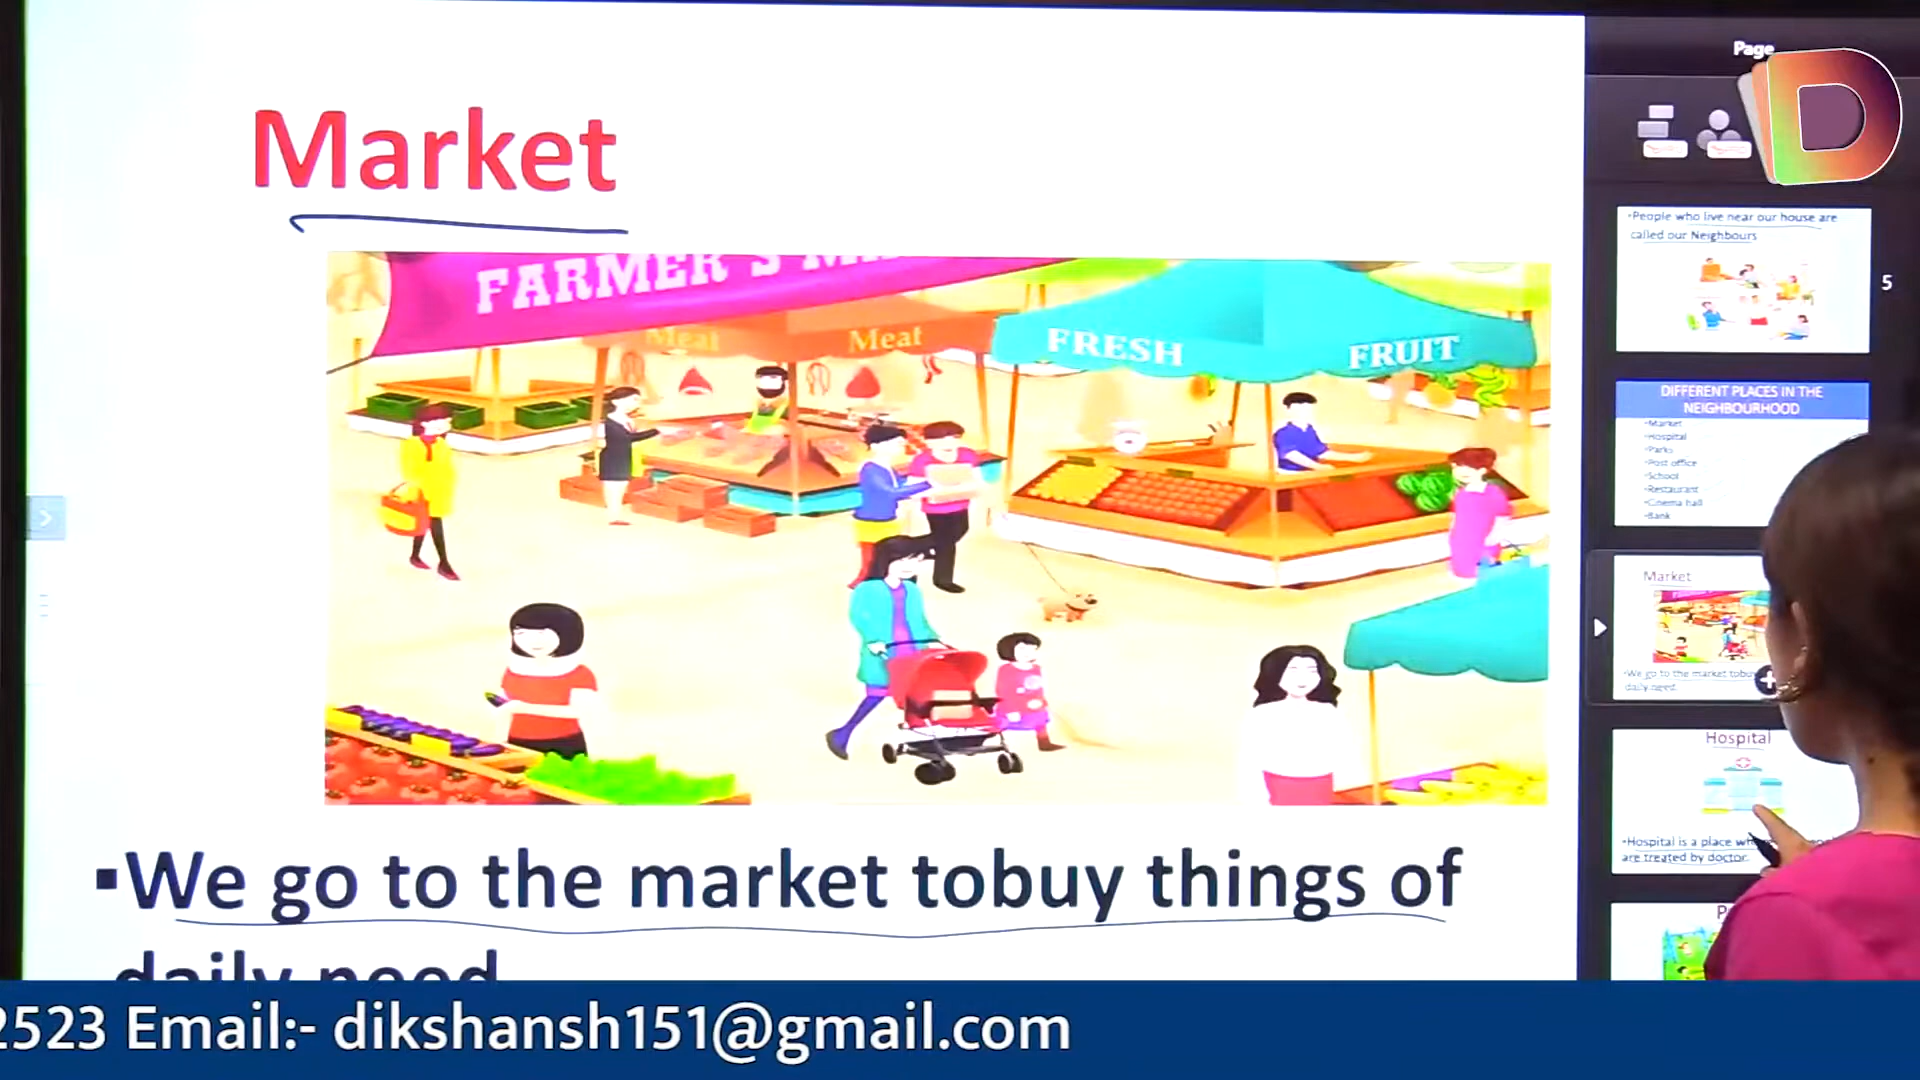 Market
FARMER'S
Meat
Meat
FRESH
FRUIT
▪We go to the market tobuy things of
daily need
2523 Email:- dikshansh151@gmail.com
Page
D
•People who live near our house are
called our Neighbours
5
DIFFERENT PLACES IN THE
NEIGHBOURHOOD
•Market
•Hospital
•Parks
•Post office
•School
•Restaurant
•Cinema hall
•Bank
Market
•We go to the market
daily need
Hospital
•Hospital is a place
are treated by doctor.